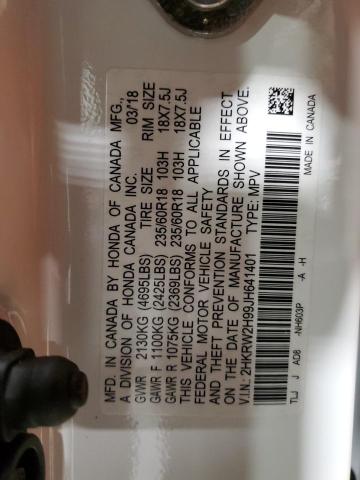 MFD. IN CANADA BY HONDA OF CANADA MFG.,
A DIVISION OF HONDA CANADA INC. 03/18
GVWR 2130KG (4695LBS) TIRE SIZE RIM SIZE
GAWR F 1100KG (2425LBS) 235/60R18 103H 18X7.5J
GAWR R 1075KG (2369LBS) 235/60R18 103H 18X7.5J
THIS VEHICLE CONFORMS TO ALL APPLICABLE
FEDERAL MOTOR VEHICLE SAFETY
AND THEFT PREVENTION STANDARDS IN EFFECT
ON THE DATE OF MANUFACTURE SHOWN ABOVE.
V.I.N.: 2HKRW2H99JH641401 TYPE: MPV
TLJ J AD8 -NH603P -A -H
MADE IN CANADA